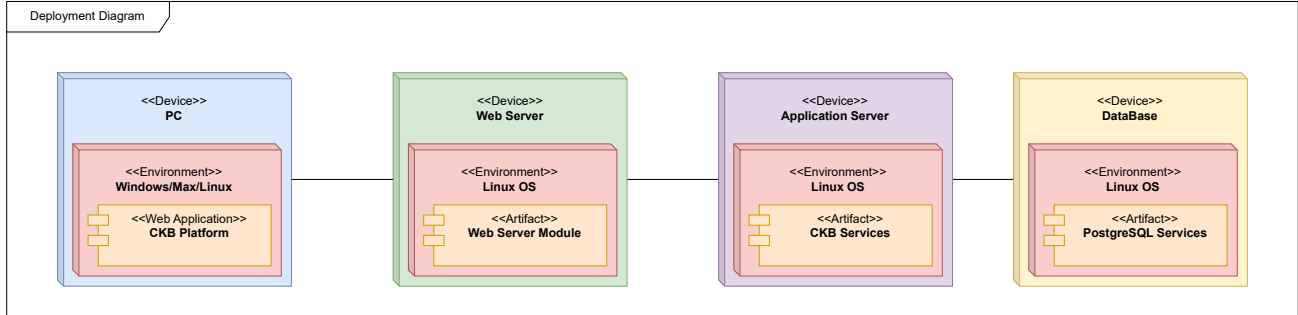 Deployment Diagram
<<Device>>
PC
<<Environment>>
Windows/Max/Linux
<<Web Application>>
CKB Platform
<<Device>>
Web Server
<<Environment>>
Linux OS
<<Artifact>>
Web Server Module
<<Device>>
Application Server
<<Environment>>
Linux OS
<<Artifact>>
CKB Services
<<Device>>
DataBase
<<Environment>>
Linux OS
<<Artifact>>
PostgreSQL Services